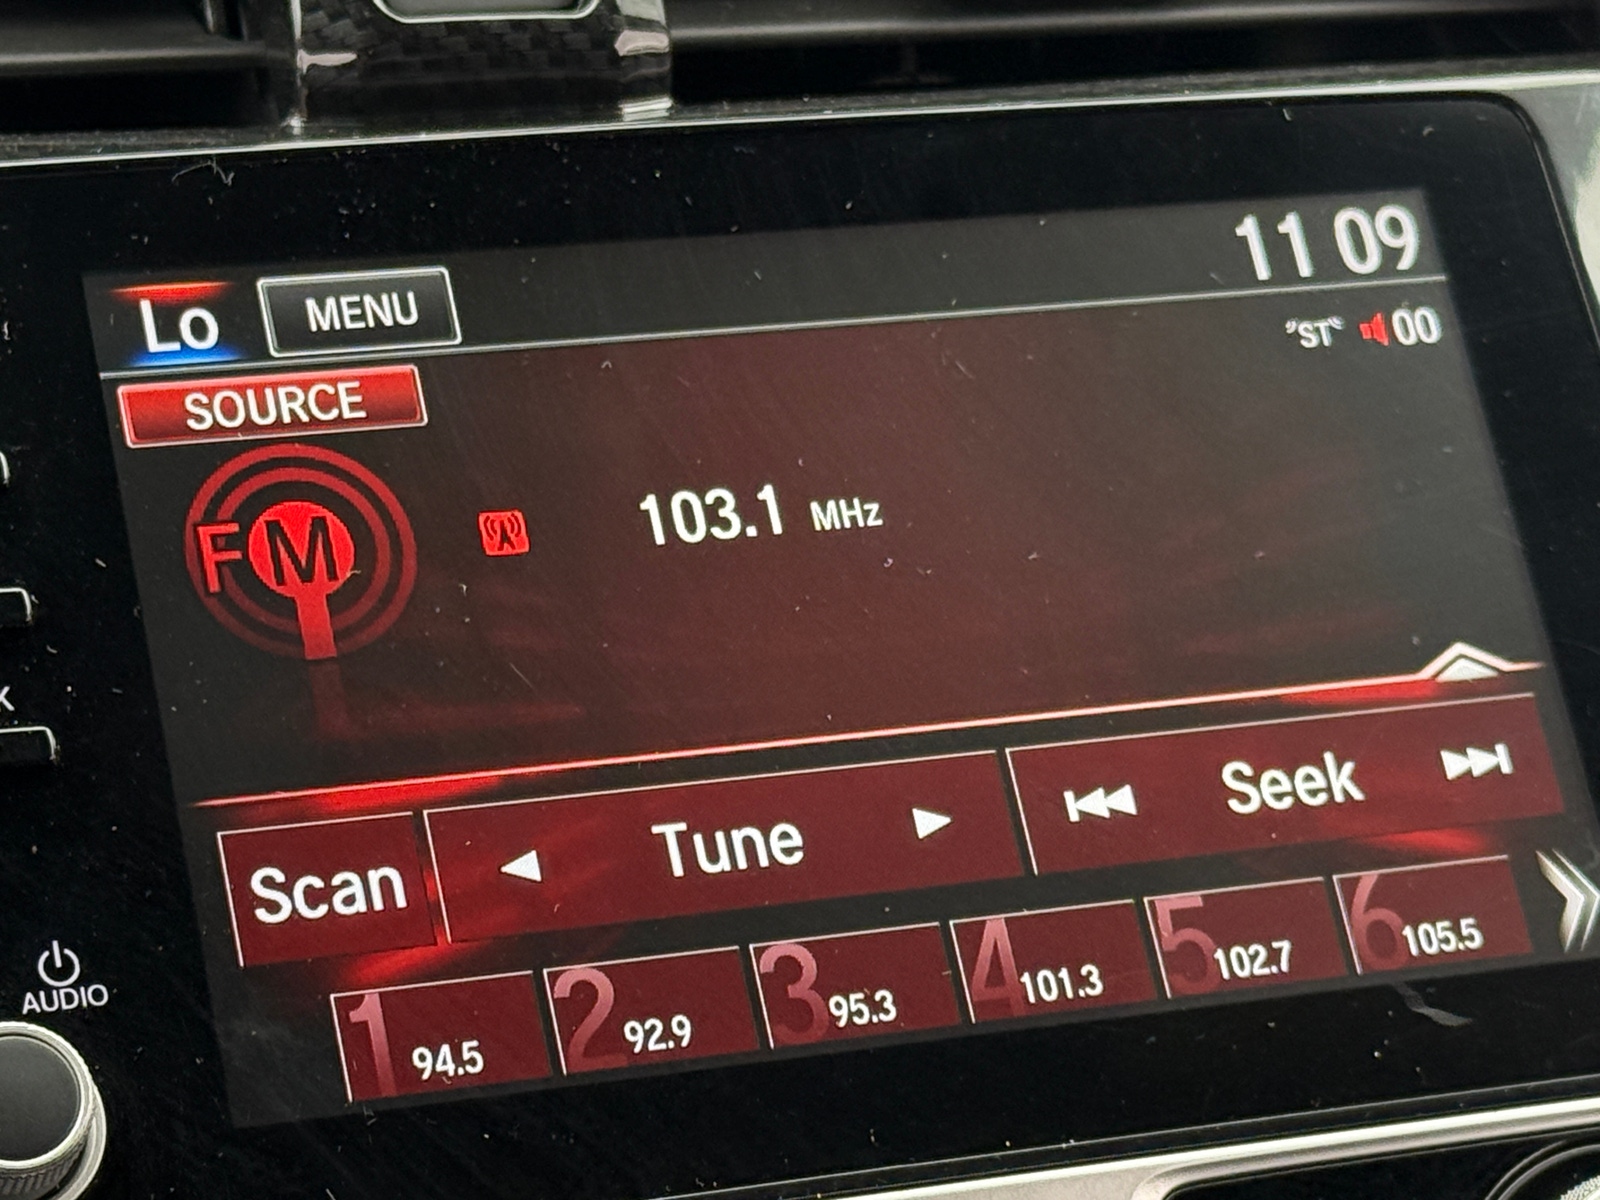 11 09
Lo MENU
"ST" 00
SOURCE
FM 103.1 MHz
K
Scan Tune Seek
1 94.5 2 92.9 3 95.3 4 101.3 5 102.7 6 105.5
AUDIO